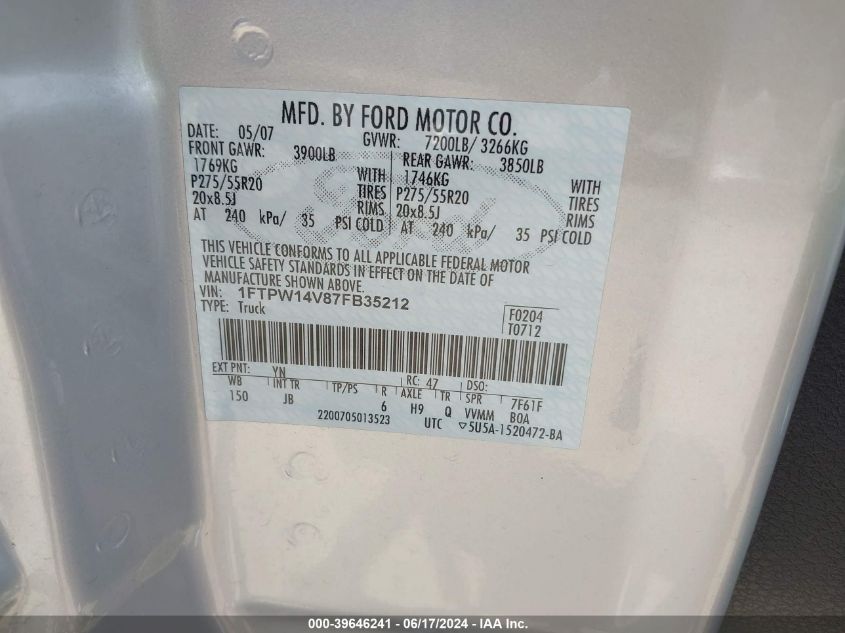 MFD. BY FORD MOTOR CO.
DATE: 05/07 GVWR: 7200LB/ 3266KG
FRONT GAWR: 3900LB REAR GAWR: 3850LB
1769KG WITH 1746KG WITH
P275/55R20 TIRES P275/55R20 TIRES
20x8.5J RIMS 20x8.5J RIMS
AT 240 kPa/ 35 PSI COLD AT 240 kPa/ 35 PSI COLD
THIS VEHICLE CONFORMS TO ALL APPLICABLE FEDERAL MOTOR
VEHICLE SAFETY STANDARDS IN EFFECT ON THE DATE OF
MANUFACTURE SHOWN ABOVE.
VIN: 1FTPW14V87FB35212
TYPE: Truck
F0204
T0712
EXT PNT: YN RC: 47 DSO:
WB INT TR TP/PS R AXLE TR SPR 7F61F
150 JB 6 H9 Q VVMM B0A
2200705013523 UTC ▽5U5A-1520472-BA
Ford
000-39646241 - 06/17/2024 - IAA Inc.